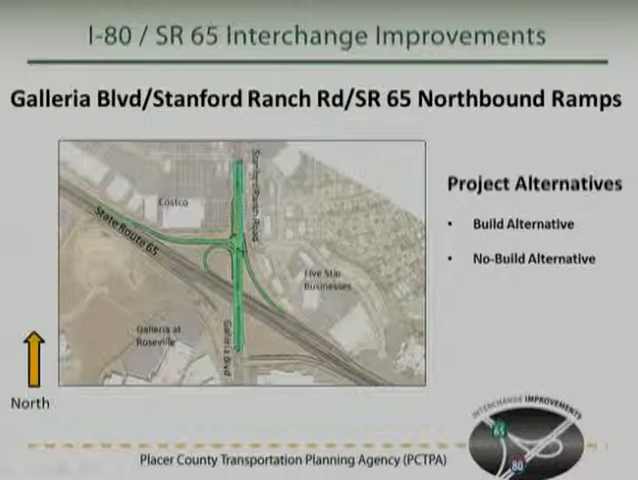 I-80 / SR 65 Interchange Improvements
Galleria Blvd/Stanford Ranch Rd/SR 65 Northbound Ramps
Stanford Ranch Road
Costco
State Route 65
Five Star
Businesses
Galleria at
Roseville
Galleria Blvd
Project Alternatives
• Build Alternative
• No-Build Alternative
North
INTERCHANGE IMPROVEMENTS
65
80
Placer County Transportation Planning Agency (PCTPA)